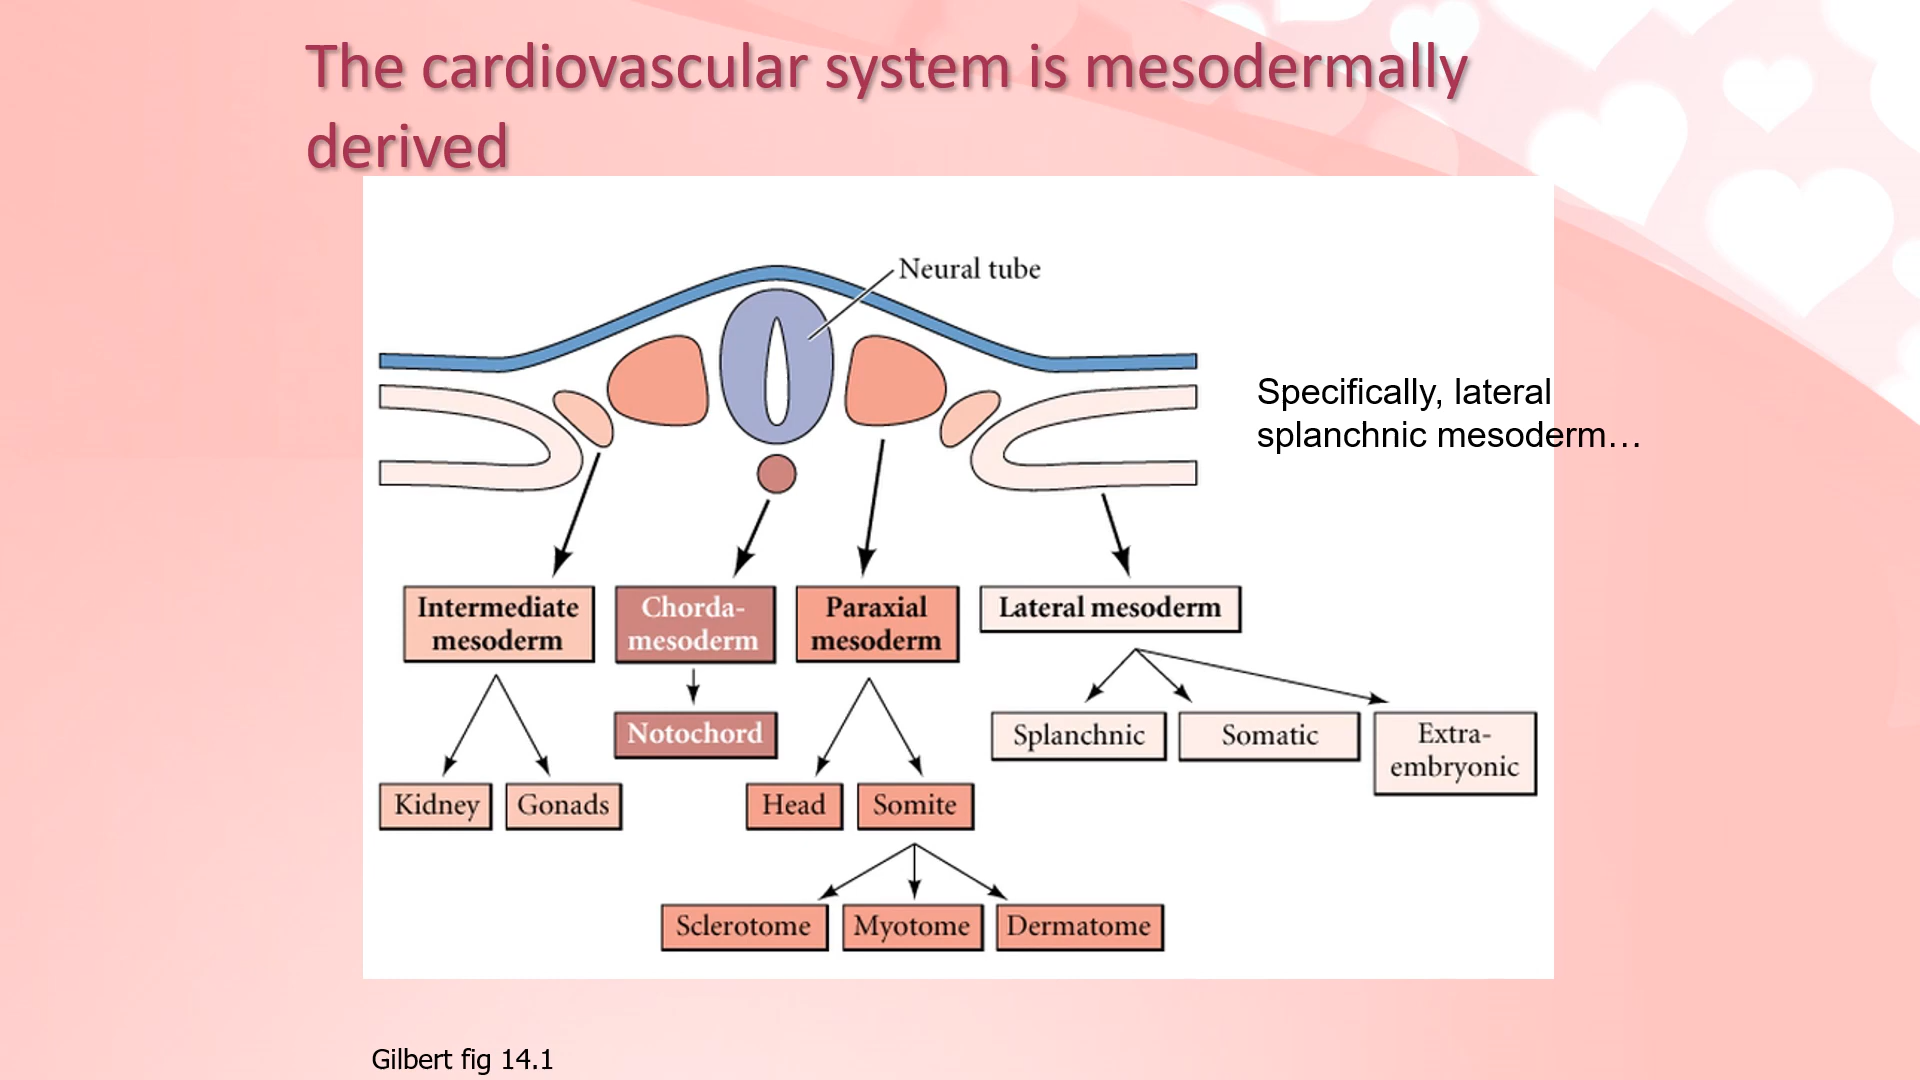 The cardiovascular system is mesodermally
derived
Neural tube
Specifically, lateral
splanchnic mesoderm…
Intermediate
mesoderm
Chorda-
mesoderm
Paraxial
mesoderm
Lateral mesoderm
Notochord
Splanchnic
Somatic
Extra-
embryonic
Kidney
Gonads
Head
Somite
Sclerotome
Myotome
Dermatome
Gilbert fig 14.1